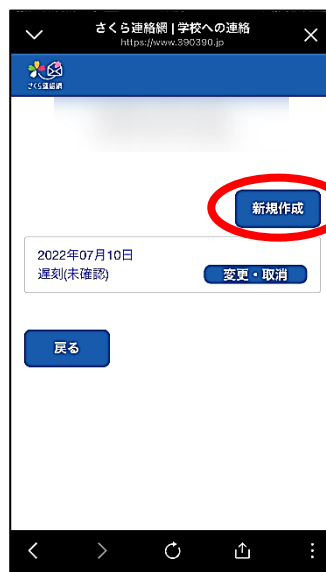 さくら連絡網 | 学校への連絡
https://www.390390.jp
さくら連絡網
新規作成
2022年07月10日
遅刻(未確認)
変更・取消
戻る